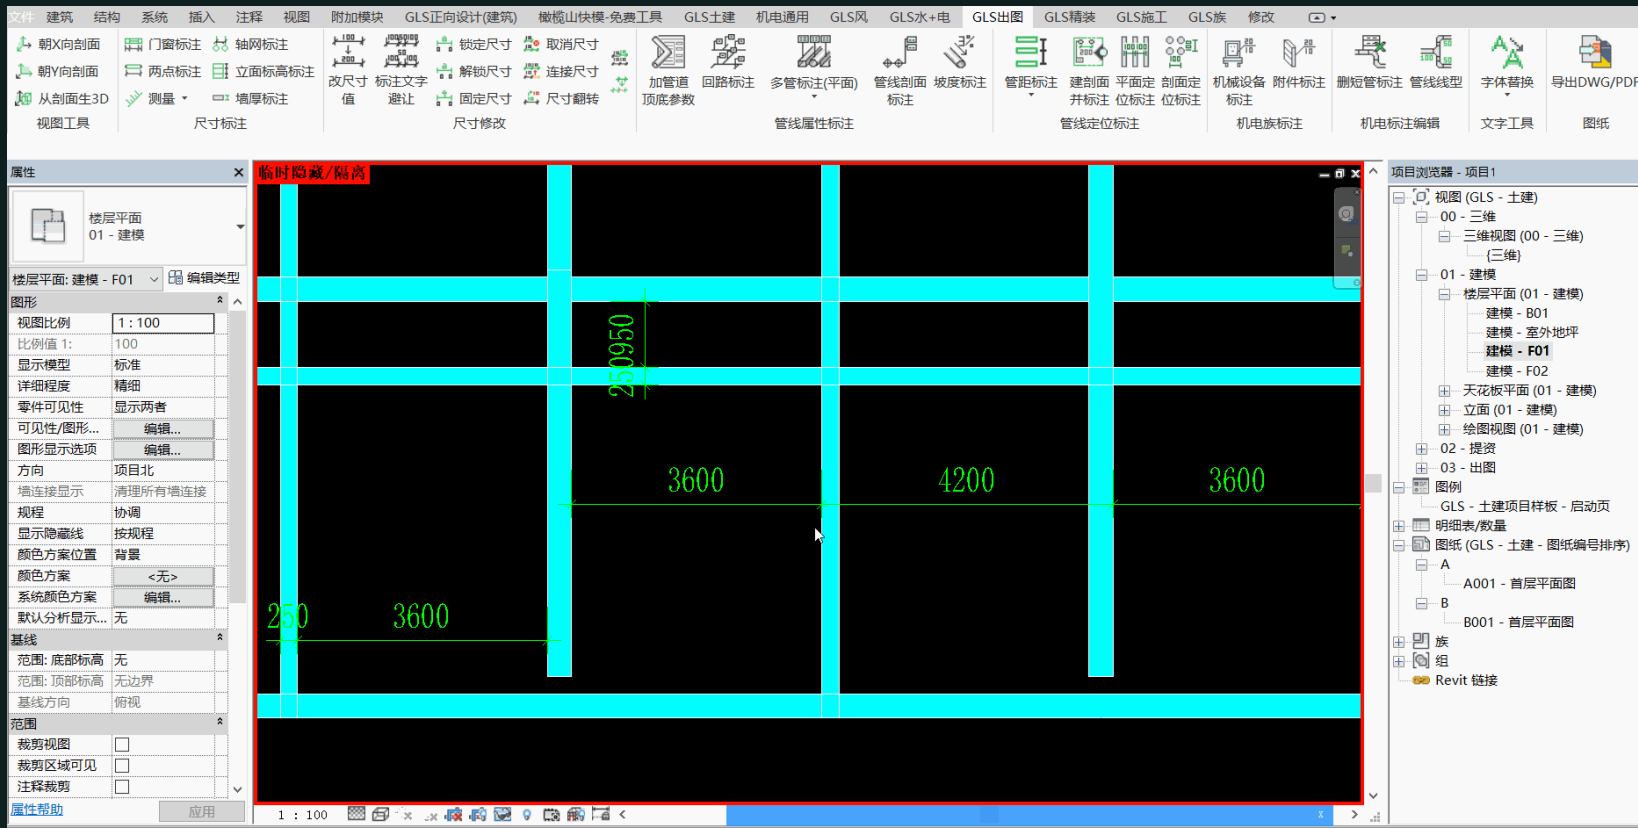 文件 建筑 结构 系统 插入 注释 视图 附加模块 GLS正向设计(建筑) 橄榄山快模-免费工具 GLS土建 机电通用 GLS风 GLS水+电 GLS出图 GLS精装 GLS施工 GLS族 修改
朝X向剖面 门窗标注 轴网标注 锁定尺寸 取消尺寸
朝Y向剖面 两点标注 立面标高标注 解锁尺寸 连接尺寸
从剖面生3D 测量 墙厚标注 固定尺寸 尺寸翻转
改尺寸值
标注文字避让
加管道顶底参数
回路标注
多管标注(平面)
管线剖面标注
坡度标注
管距标注
建剖面并标注
平面定位标注
剖面定位标注
机械设备标注
附件标注
删短管标注
管线线型
字体替换
导出DWG/PDF
视图工具 尺寸标注 尺寸修改 管线属性标注 管线定位标注 机电族标注 机电标注编辑 文字工具 图纸
属性
楼层平面
01 - 建模
楼层平面: 建模 - F01
编辑类型
图形
视图比例 1 : 100
比例值 1: 100
显示模型 标准
详细程度 精细
零件可见性 显示两者
可见性/图形... 编辑...
图形显示选项 编辑...
方向 项目北
墙连接显示 清理所有墙连接
规程 协调
显示隐藏线 按规程
颜色方案位置 背景
颜色方案 <无>
系统颜色方案 编辑...
默认分析显示... 无
基线
范围: 底部标高 无
范围: 顶部标高 无边界
基线方向 俯视
范围
裁剪视图
裁剪区域可见
注释裁剪
属性帮助 应用
临时隐藏/隔离
950
250
3600 4200 3600
250 3600
1 : 100
项目浏览器 - 项目1
视图 (GLS - 土建)
00 - 三维
三维视图 (00 - 三维)
{三维}
01 - 建模
楼层平面 (01 - 建模)
建模 - B01
建模 - 室外地坪
建模 - F01
建模 - F02
天花板平面 (01 - 建模)
立面 (01 - 建模)
绘图视图 (01 - 建模)
02 - 提资
03 - 出图
图例
GLS - 土建项目样板 - 启动页
明细表/数量
图纸 (GLS - 土建 - 图纸编号排序)
A
A001 - 首层平面图
B
B001 - 首层平面图
族
组
Revit 链接